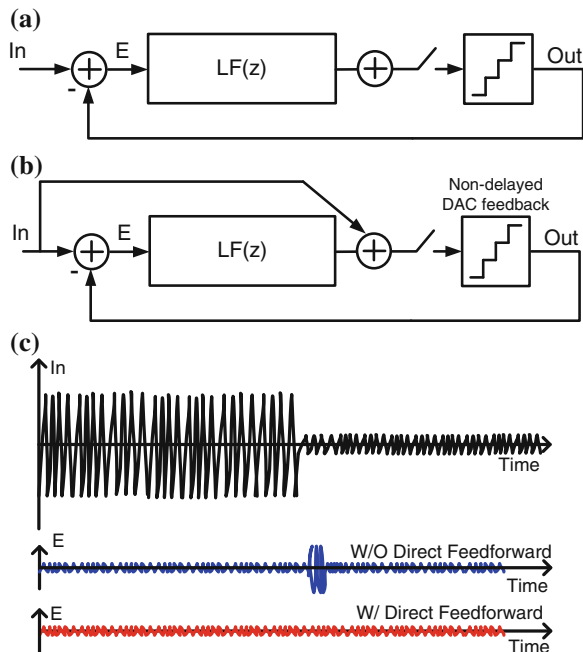 (a)
In
E
LF(z)
Out
-
(b)
Non-delayed
DAC feedback
In
E
LF(z)
Out
-
(c)
In
Time
E
W/O Direct Feedforward
Time
E
W/ Direct Feedforward
Time